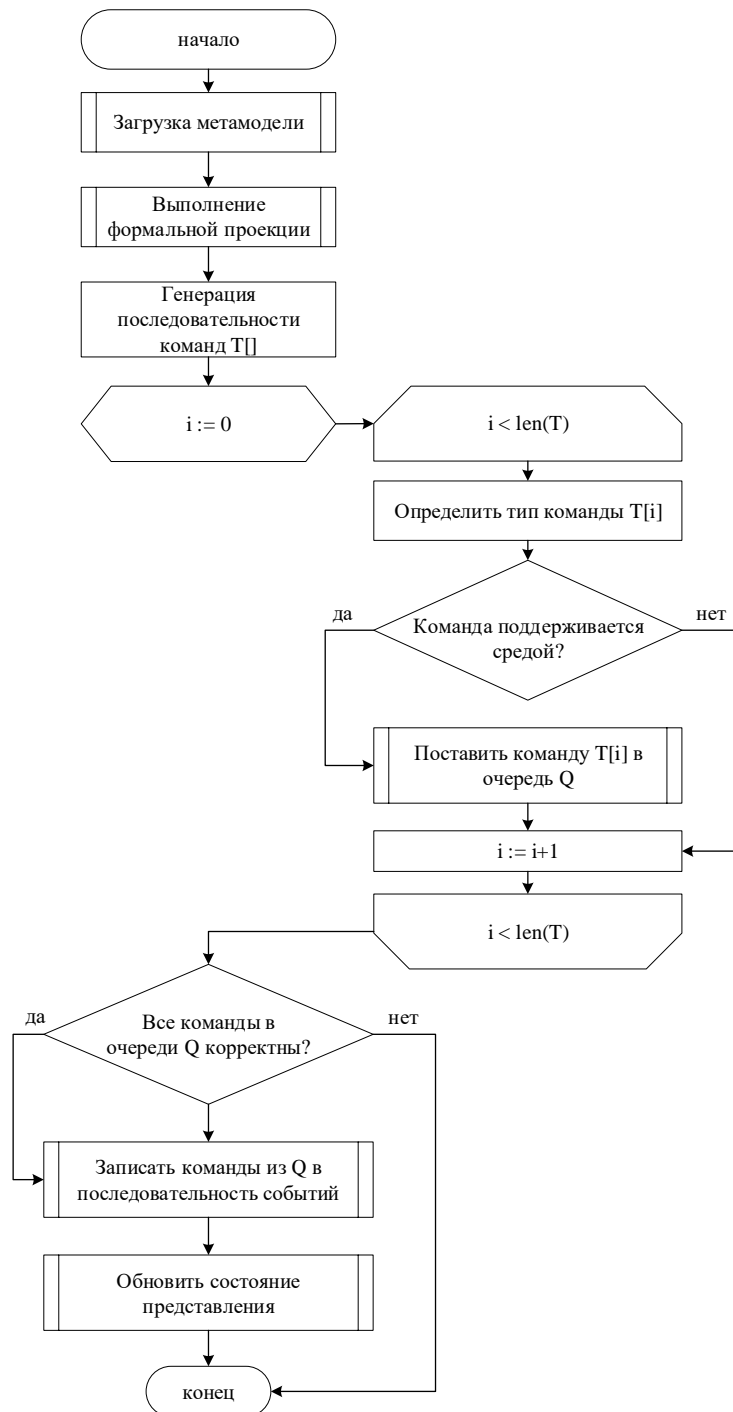 начало
Загрузка метамодели
Выполнение
формальной проекции
Генерация
последовательности
команд T[]
i := 0
i < len(T)
Определить тип команды T[i]
да
нет
Команда поддерживается
средой?
Поставить команду T[i] в
очередь Q
i := i+1
i < len(T)
да
нет
Все команды в
очереди Q корректны?
Записать команды из Q в
последовательность событий
Обновить состояние
представления
конец